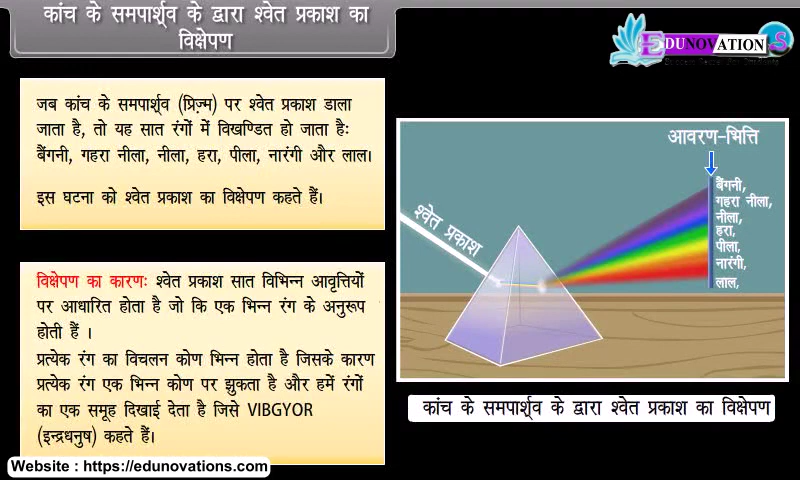 कांच के समपार्श्र्व के द्वारा श्वेत प्रकाश का
विक्षेपण
EDUNOVATIONS
जब कांच के समपार्श्र्व (प्रिज़्म) पर श्वेत प्रकाश डाला
जाता है, तो यह सात रंगों में विखण्डित हो जाता हैः
बैंगनी, गहरा नीला, नीला, हरा, पीला, नारंगी और लाल।
इस घटना को श्वेत प्रकाश का विक्षेपण कहते हैं।
विक्षेपण का कारणः श्वेत प्रकाश सात विभिन्न आवृत्तियों
पर आधारित होता है जो कि एक भिन्न रंग के अनुरूप
होती हैं ।
प्रत्येक रंग का विचलन कोण भिन्न होता है जिसके कारण
प्रत्येक रंग एक भिन्न कोण पर झुकता है और हमें रंगों
का एक समूह दिखाई देता है जिसे VIBGYOR
(इन्द्रधनुष) कहते हैं।
आवरण-भित्ति
श्वेत प्रकाश
बैंगनी,
गहरा नीला,
नीला,
हरा,
पीला,
नारंगी,
लाल,
कांच के समपार्श्र्व के द्वारा श्वेत प्रकाश का विक्षेपण
Website : https://edunovations.com